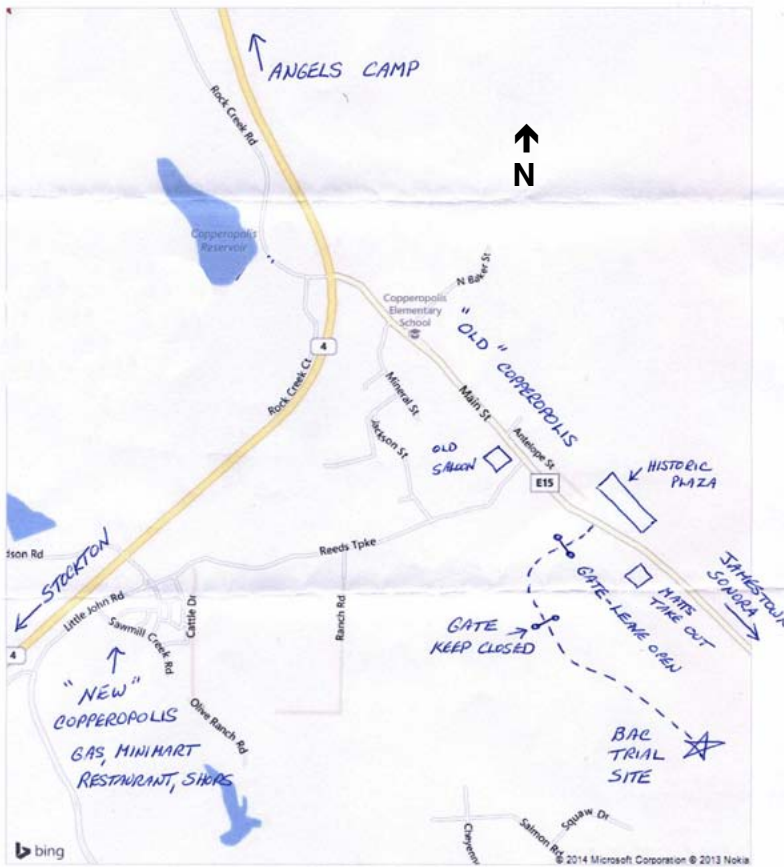 ANGELS CAMP
Rock Creek Rd
N
Copperopolis
Reservoir
N Baker St
Copperopolis
Elementary
School
"OLD" COPPEROPOLIS
4
Rock Creek Ct
Mineral St
Main St
Jackson St
Antelope St
OLD
SALOON
E15
HISTORIC
PLAZA
Reeds Tpke
dson Rd
STOCKTON
Little John Rd
Sawmill Creek Rd
Cattle Dr
Ranch Rd
GATE-LEAVE OPEN
MATTS
TAKE OUT
JAMESTOWN
SONORA
GATE
KEEP CLOSED
4
"NEW"
COPPEROPOLIS
GAS, MINIMART
RESTAURANT, SHOPS
Olive Ranch Rd
BAC
TRIAL
SITE
Cheyenn
Salmon Rd
Squaw Dr
bing
© 2014 Microsoft Corporation © 2013 Nokia